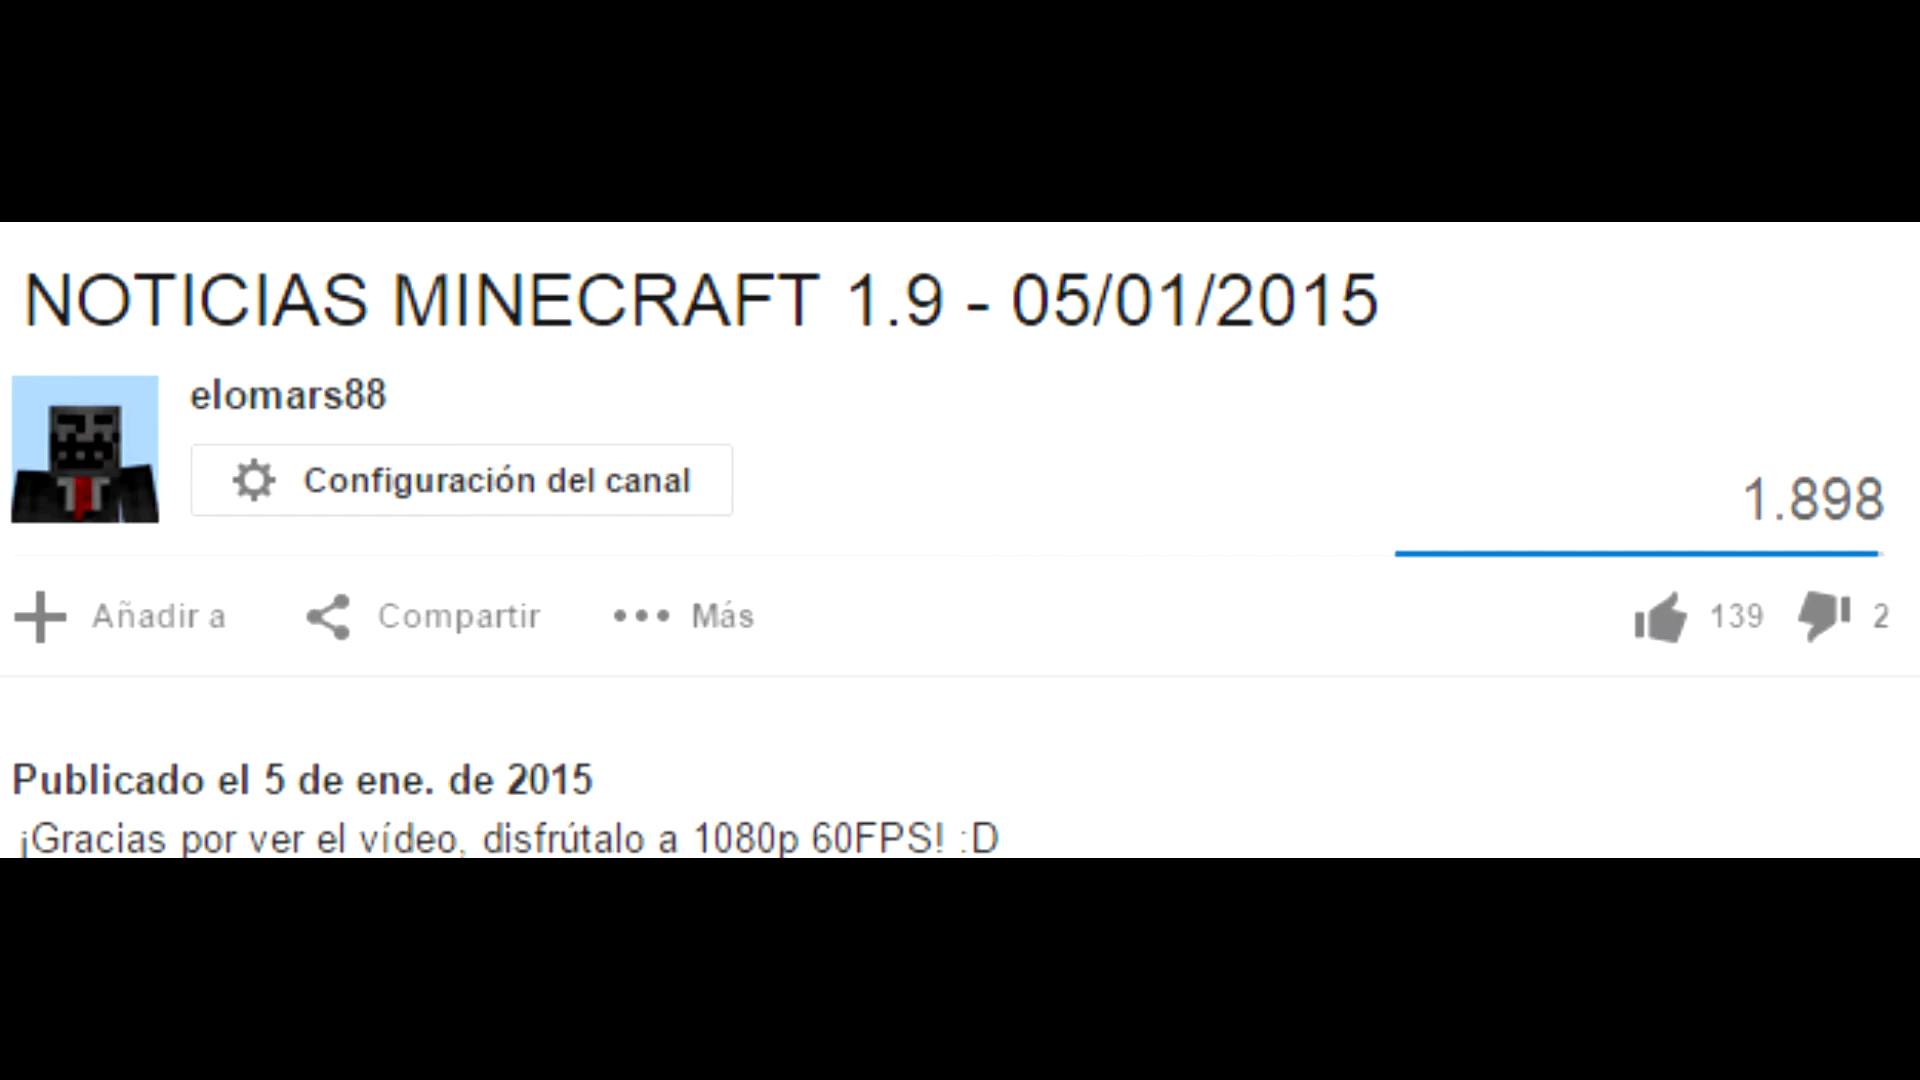 NOTICIAS MINECRAFT 1.9 - 05/01/2015
elomars88
Configuración del canal
1.898
Añadir a
Compartir
Más
139
2
Publicado el 5 de ene. de 2015
¡Gracias por ver el vídeo, disfrútalo a 1080p 60FPS! :D